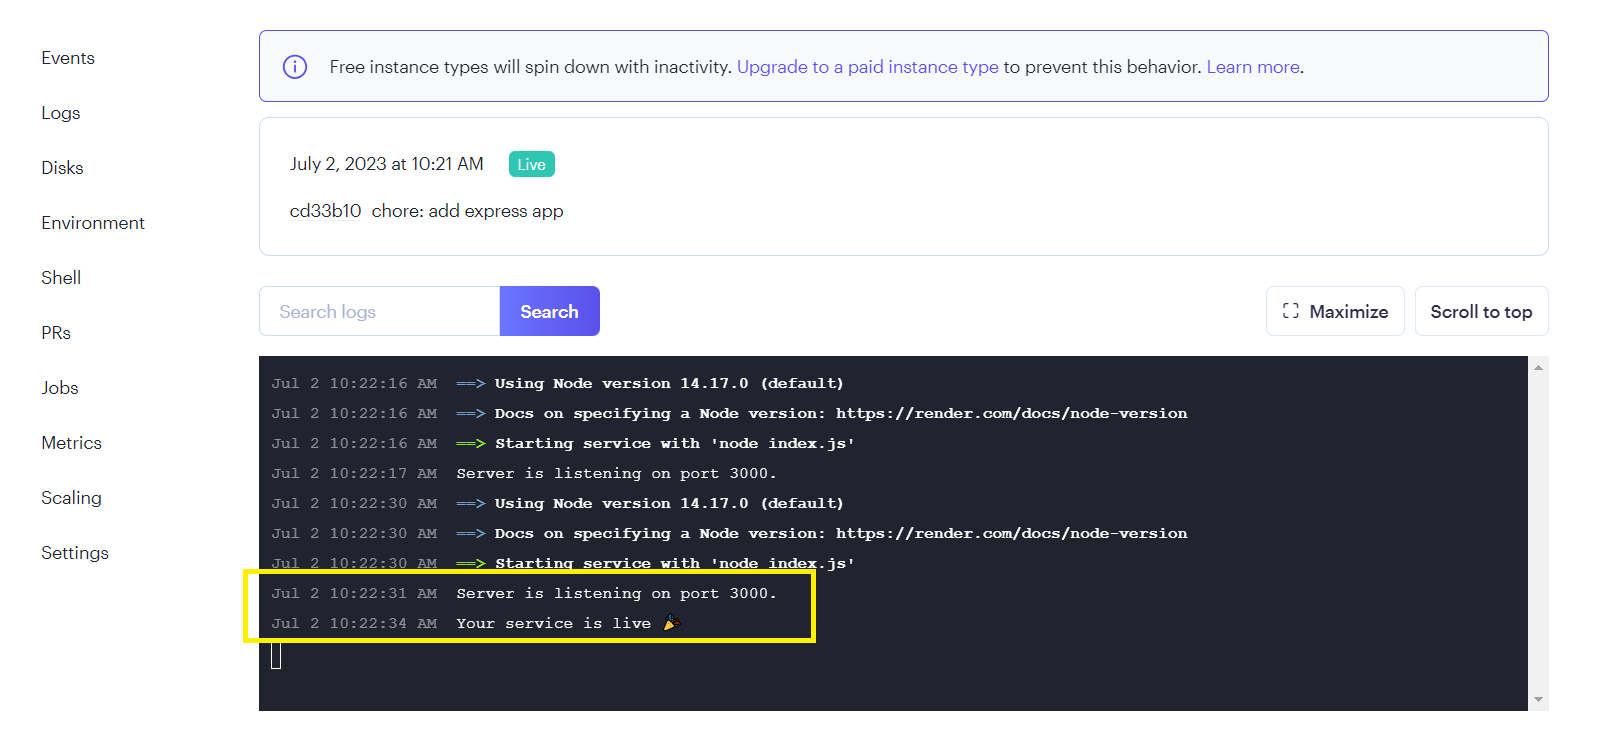 Events
Logs
Disks
Environment
Shell
PRs
Jobs
Metrics
Scaling
Settings
Free instance types will spin down with inactivity. Upgrade to a paid instance type to prevent this behavior. Learn more.
July 2, 2023 at 10:21 AM Live
cd33b10 chore: add express app
Search logs Search Maximize Scroll to top
Jul 2 10:22:16 AM ==> Using Node version 14.17.0 (default)
Jul 2 10:22:16 AM ==> Docs on specifying a Node version: https://render.com/docs/node-version
Jul 2 10:22:16 AM ==> Starting service with 'node index.js'
Jul 2 10:22:17 AM Server is listening on port 3000.
Jul 2 10:22:30 AM ==> Using Node version 14.17.0 (default)
Jul 2 10:22:30 AM ==> Docs on specifying a Node version: https://render.com/docs/node-version
Jul 2 10:22:30 AM ==> Starting service with 'node index.js'
Jul 2 10:22:31 AM Server is listening on port 3000.
Jul 2 10:22:34 AM Your service is live 🎉